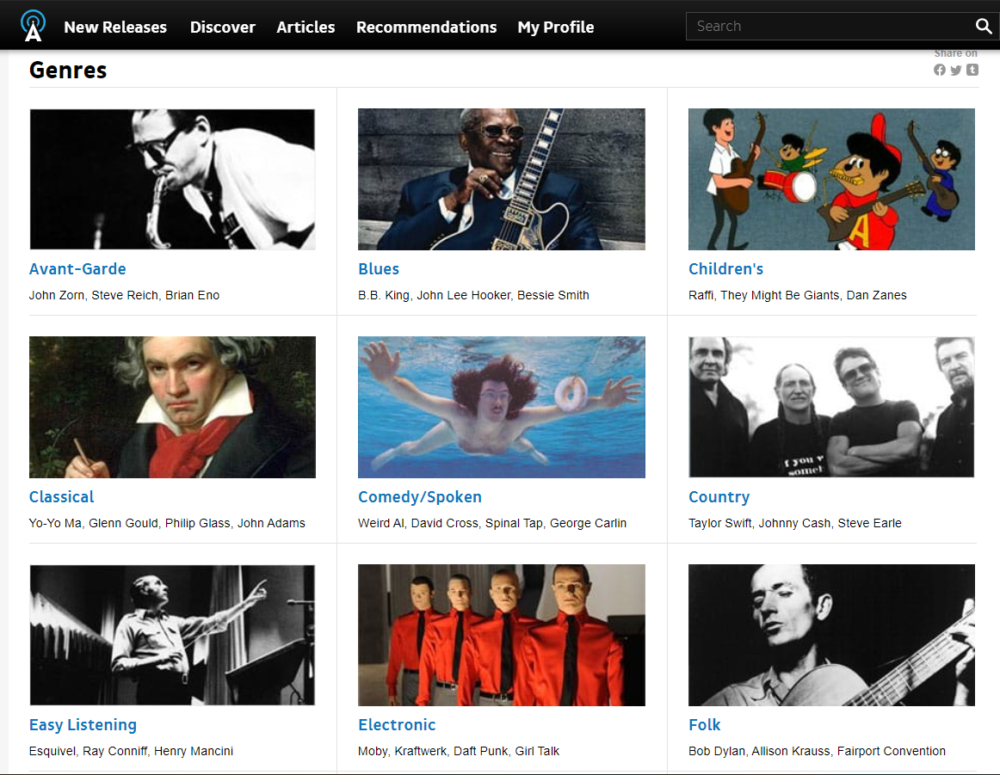 New Releases Discover Articles Recommendations My Profile Search
Share on
Genres
A
f you w
somet
Avant-Garde Blues Children's
John Zorn, Steve Reich, Brian Eno B.B. King, John Lee Hooker, Bessie Smith Raffi, They Might Be Giants, Dan Zanes
Classical Comedy/Spoken Country
Yo-Yo Ma, Glenn Gould, Philip Glass, John Adams Weird Al, David Cross, Spinal Tap, George Carlin Taylor Swift, Johnny Cash, Steve Earle
Easy Listening Electronic Folk
Esquivel, Ray Conniff, Henry Mancini Moby, Kraftwerk, Daft Punk, Girl Talk Bob Dylan, Allison Krauss, Fairport Convention